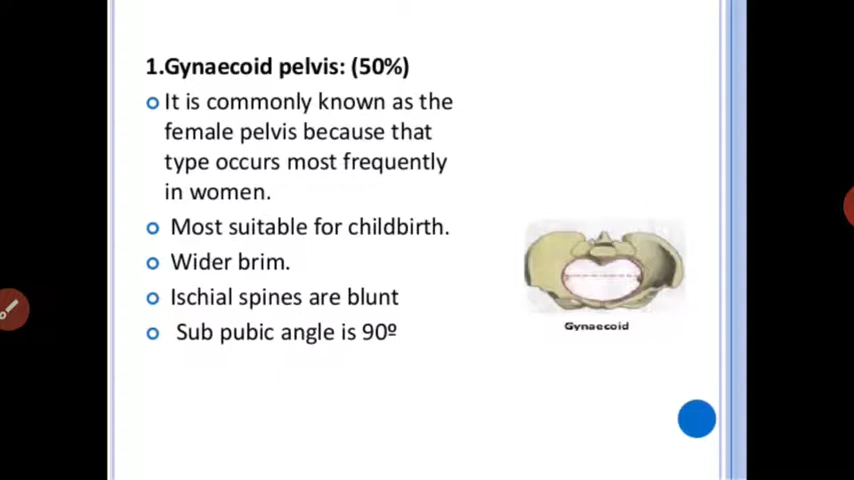 1.Gynaecoid pelvis: (50%)
It is commonly known as the
female pelvis because that
type occurs most frequently
in women.
Most suitable for childbirth.
Wider brim.
Ischial spines are blunt
Sub pubic angle is 90º
Gynaecoid